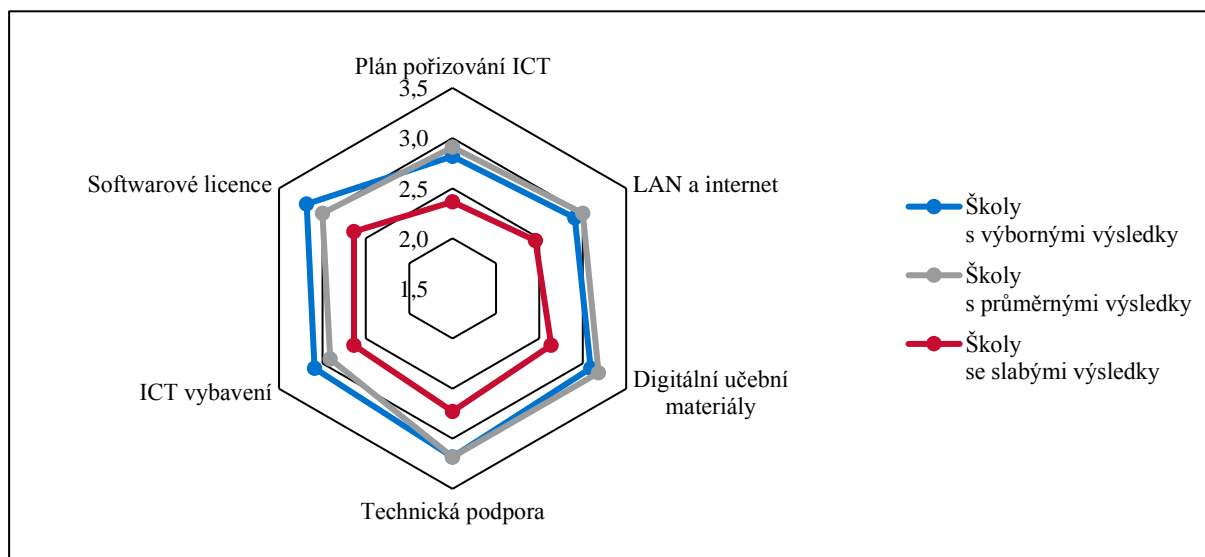 Plán pořizování ICT
3,5
3,0
2,5
2,0
1,5
LAN a internet
Digitální učební
materiály
Technická podpora
ICT vybavení
Softwarové licence
Školy
s výbornými výsledky
Školy
s průměrnými výsledky
Školy
se slabými výsledky